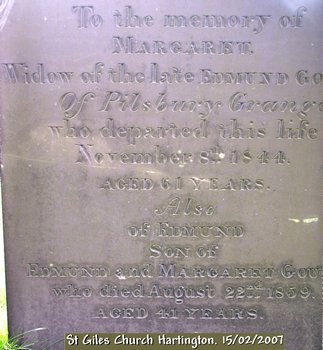 To the memory of
MARGARET.
Widow of the late EDMUND
Of Pilsbury Grange
who departed this life
November 8th 1844.
AGED 61 YEARS.
Also
of EDMUND
SON OF
EDMUND and MARGARET
who died August 22nd 1859.
AGED 41 YEARS.
St Giles Church Hartington. 15/02/2007